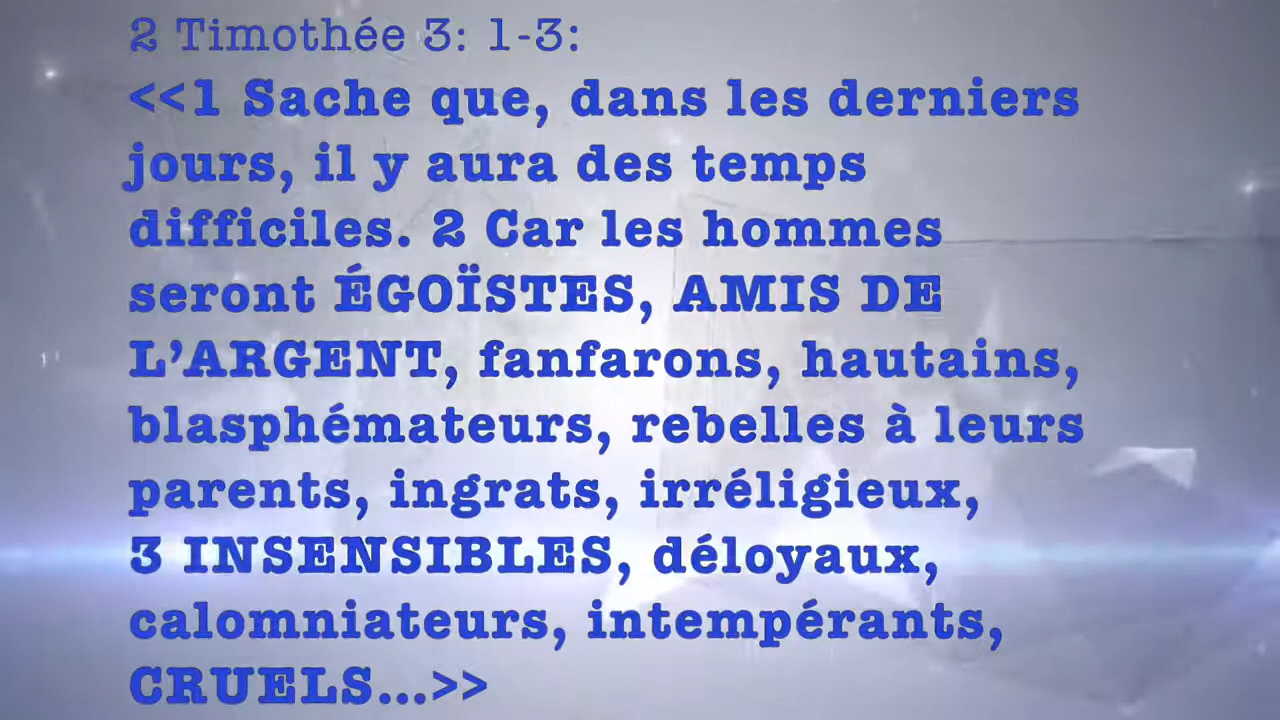 2 Timothée 3: 1-3:
<<1 Sache que, dans les derniers
jours, il y aura des temps
difficiles. 2 Car les hommes
seront ÉGOÏSTES, AMIS DE
L’ARGENT, fanfarons, hautains,
blasphémateurs, rebelles à leurs
parents, ingrats, irréligieux,
3 INSENSIBLES, déloyaux,
calomniateurs, intempérants,
CRUELS...>>